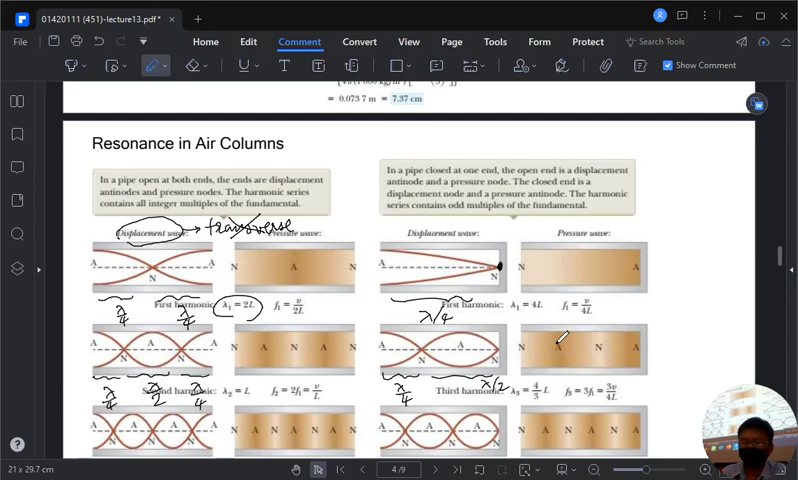 01420111 (451)-lecture13.pdf*
File Home Edit Comment Convert View Page Tools Form Protect Search Tools
Show Comment
= 0.073 7 m = 7.37 cm
Resonance in Air Columns
In a pipe open at both ends, the ends are displacement
antinodes and pressure nodes. The harmonic series
contains all integer multiples of the fundamental.
In a pipe closed at one end, the open end is a displacement
antinode and a pressure node. The closed end is a
displacement node and a pressure antinode. The harmonic
series contains odd multiples of the fundamental.
Displacement wave: transverse Pressure wave:
Displacement wave: Pressure wave:
A A N A N
N
A N A
λ/4 λ/4
First harmonic: λ₁ = 2L f₁ = v/2L
λ/4
First harmonic: λ₁ = 4L f₁ = v/4L
A A A N A N A N
N N
A A N A N A
N N
λ/4 λ/2 λ/4
Second harmonic: λ₂ = L f₂ = 2f₁ = v/L
λ/4 λ/2
Third harmonic: λ₃ = 4/3 L f₃ = 3f₁ = 3v/4L
A A A A N A N A N A N
N N
A A A N A N A N A
N N
21 x 29.7 cm 4 /9 100%